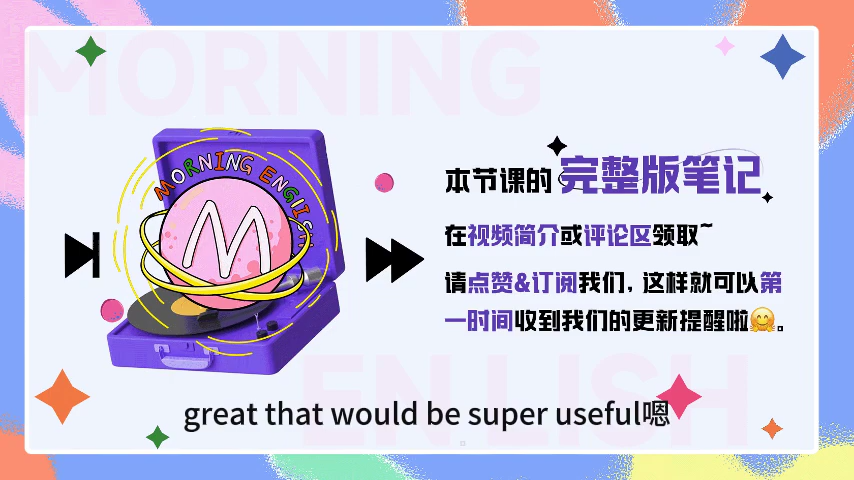 MORNING
MORNING ENGlISH
M
本节课的 完整版笔记
在视频简介或评论区领取~
请点赞&订阅我们，这样就可以第
一时间收到我们的更新提醒啦🤗。
EN LISH
great that would be super useful嗯